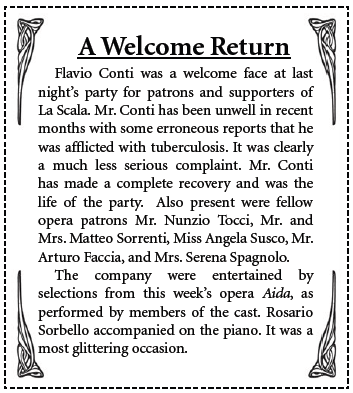 A Welcome Return
Flavio Conti was a welcome face at last
night's party for patrons and supporters of
La Scala. Mr. Conti has been unwell in recent
months with some erroneous reports that he
was afflicted with tuberculosis. It was clearly
a much less serious complaint. Mr. Conti
has made a complete recovery and was the
life of the party.  Also present were fellow
opera patrons Mr. Nunzio Tocci, Mr. and
Mrs. Matteo Sorrenti, Miss Angela Susco, Mr.
Arturo Faccia, and Mrs. Serena Spagnolo.
The company were entertained by
selections from this week's opera Aida, as
performed by members of the cast. Rosario
Sorbello accompanied on the piano. It was a
most glittering occasion.